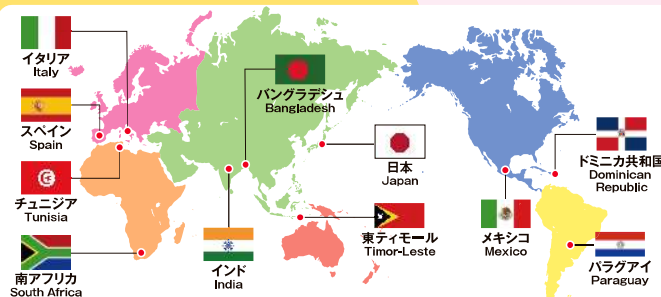 イタリア
Italy
スペイン
Spain
チュニジア
Tunisia
南アフリカ
South Africa
バングラデシュ
Bangladesh
インド
India
日本
Japan
東ティモール
Timor-Leste
メキシコ
Mexico
ドミニカ共和国
Dominican
Republic
パラグアイ
Paraguay